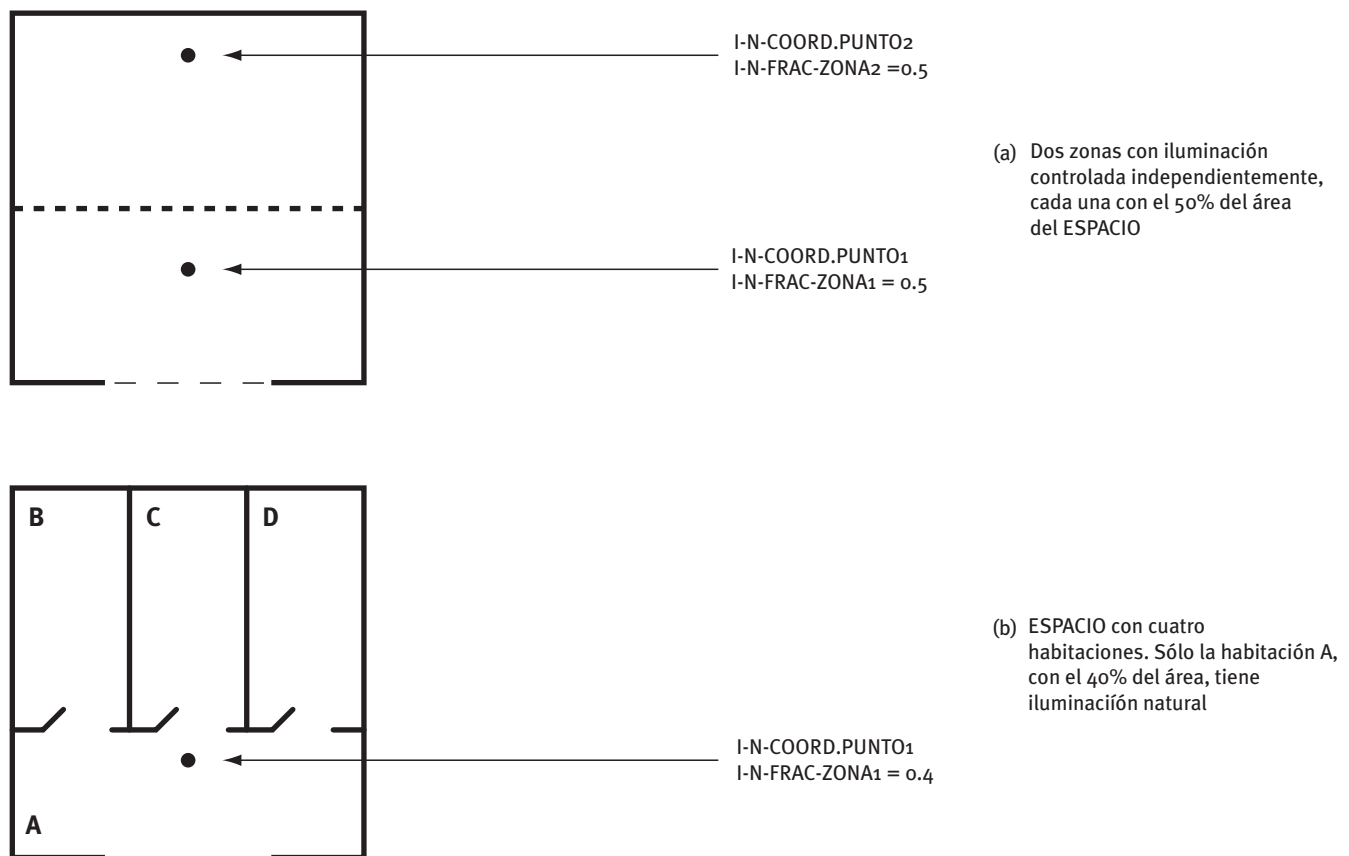 I-N-COORD.PUNTO2
I-N-FRAC-ZONA2 =0.5
(a) Dos zonas con iluminación
controlada independientemente,
cada una con el 50% del área
del ESPACIO
I-N-COORD.PUNTO1
I-N-FRAC-ZONA1 = 0.5
B
C
D
(b) ESPACIO con cuatro
habitaciones. Sólo la habitación A,
con el 40% del área, tiene
iluminaciíón natural
I-N-COORD.PUNTO1
I-N-FRAC-ZONA1 = 0.4
A